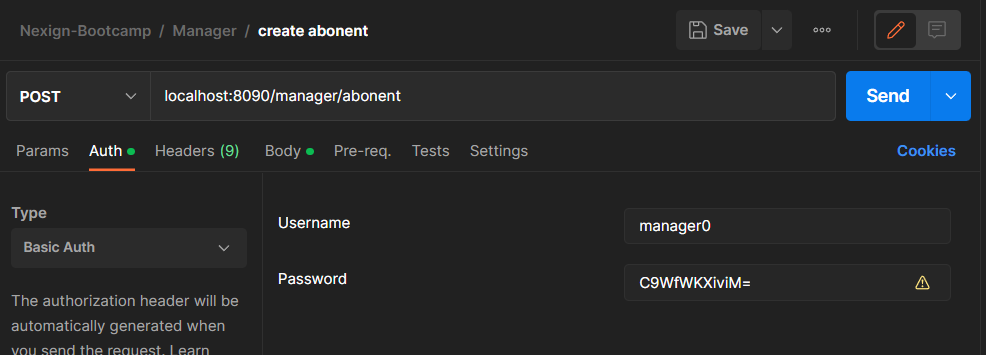 Nexign-Bootcamp / Manager / create abonent Save
POST localhost:8090/manager/abonent Send
Params Auth Headers (9) Body Pre-req. Tests Settings Cookies
Type
Basic Auth
The authorization header will be
automatically generated when
you send the request. Learn
Username manager0
Password C9WfWKXiviM=